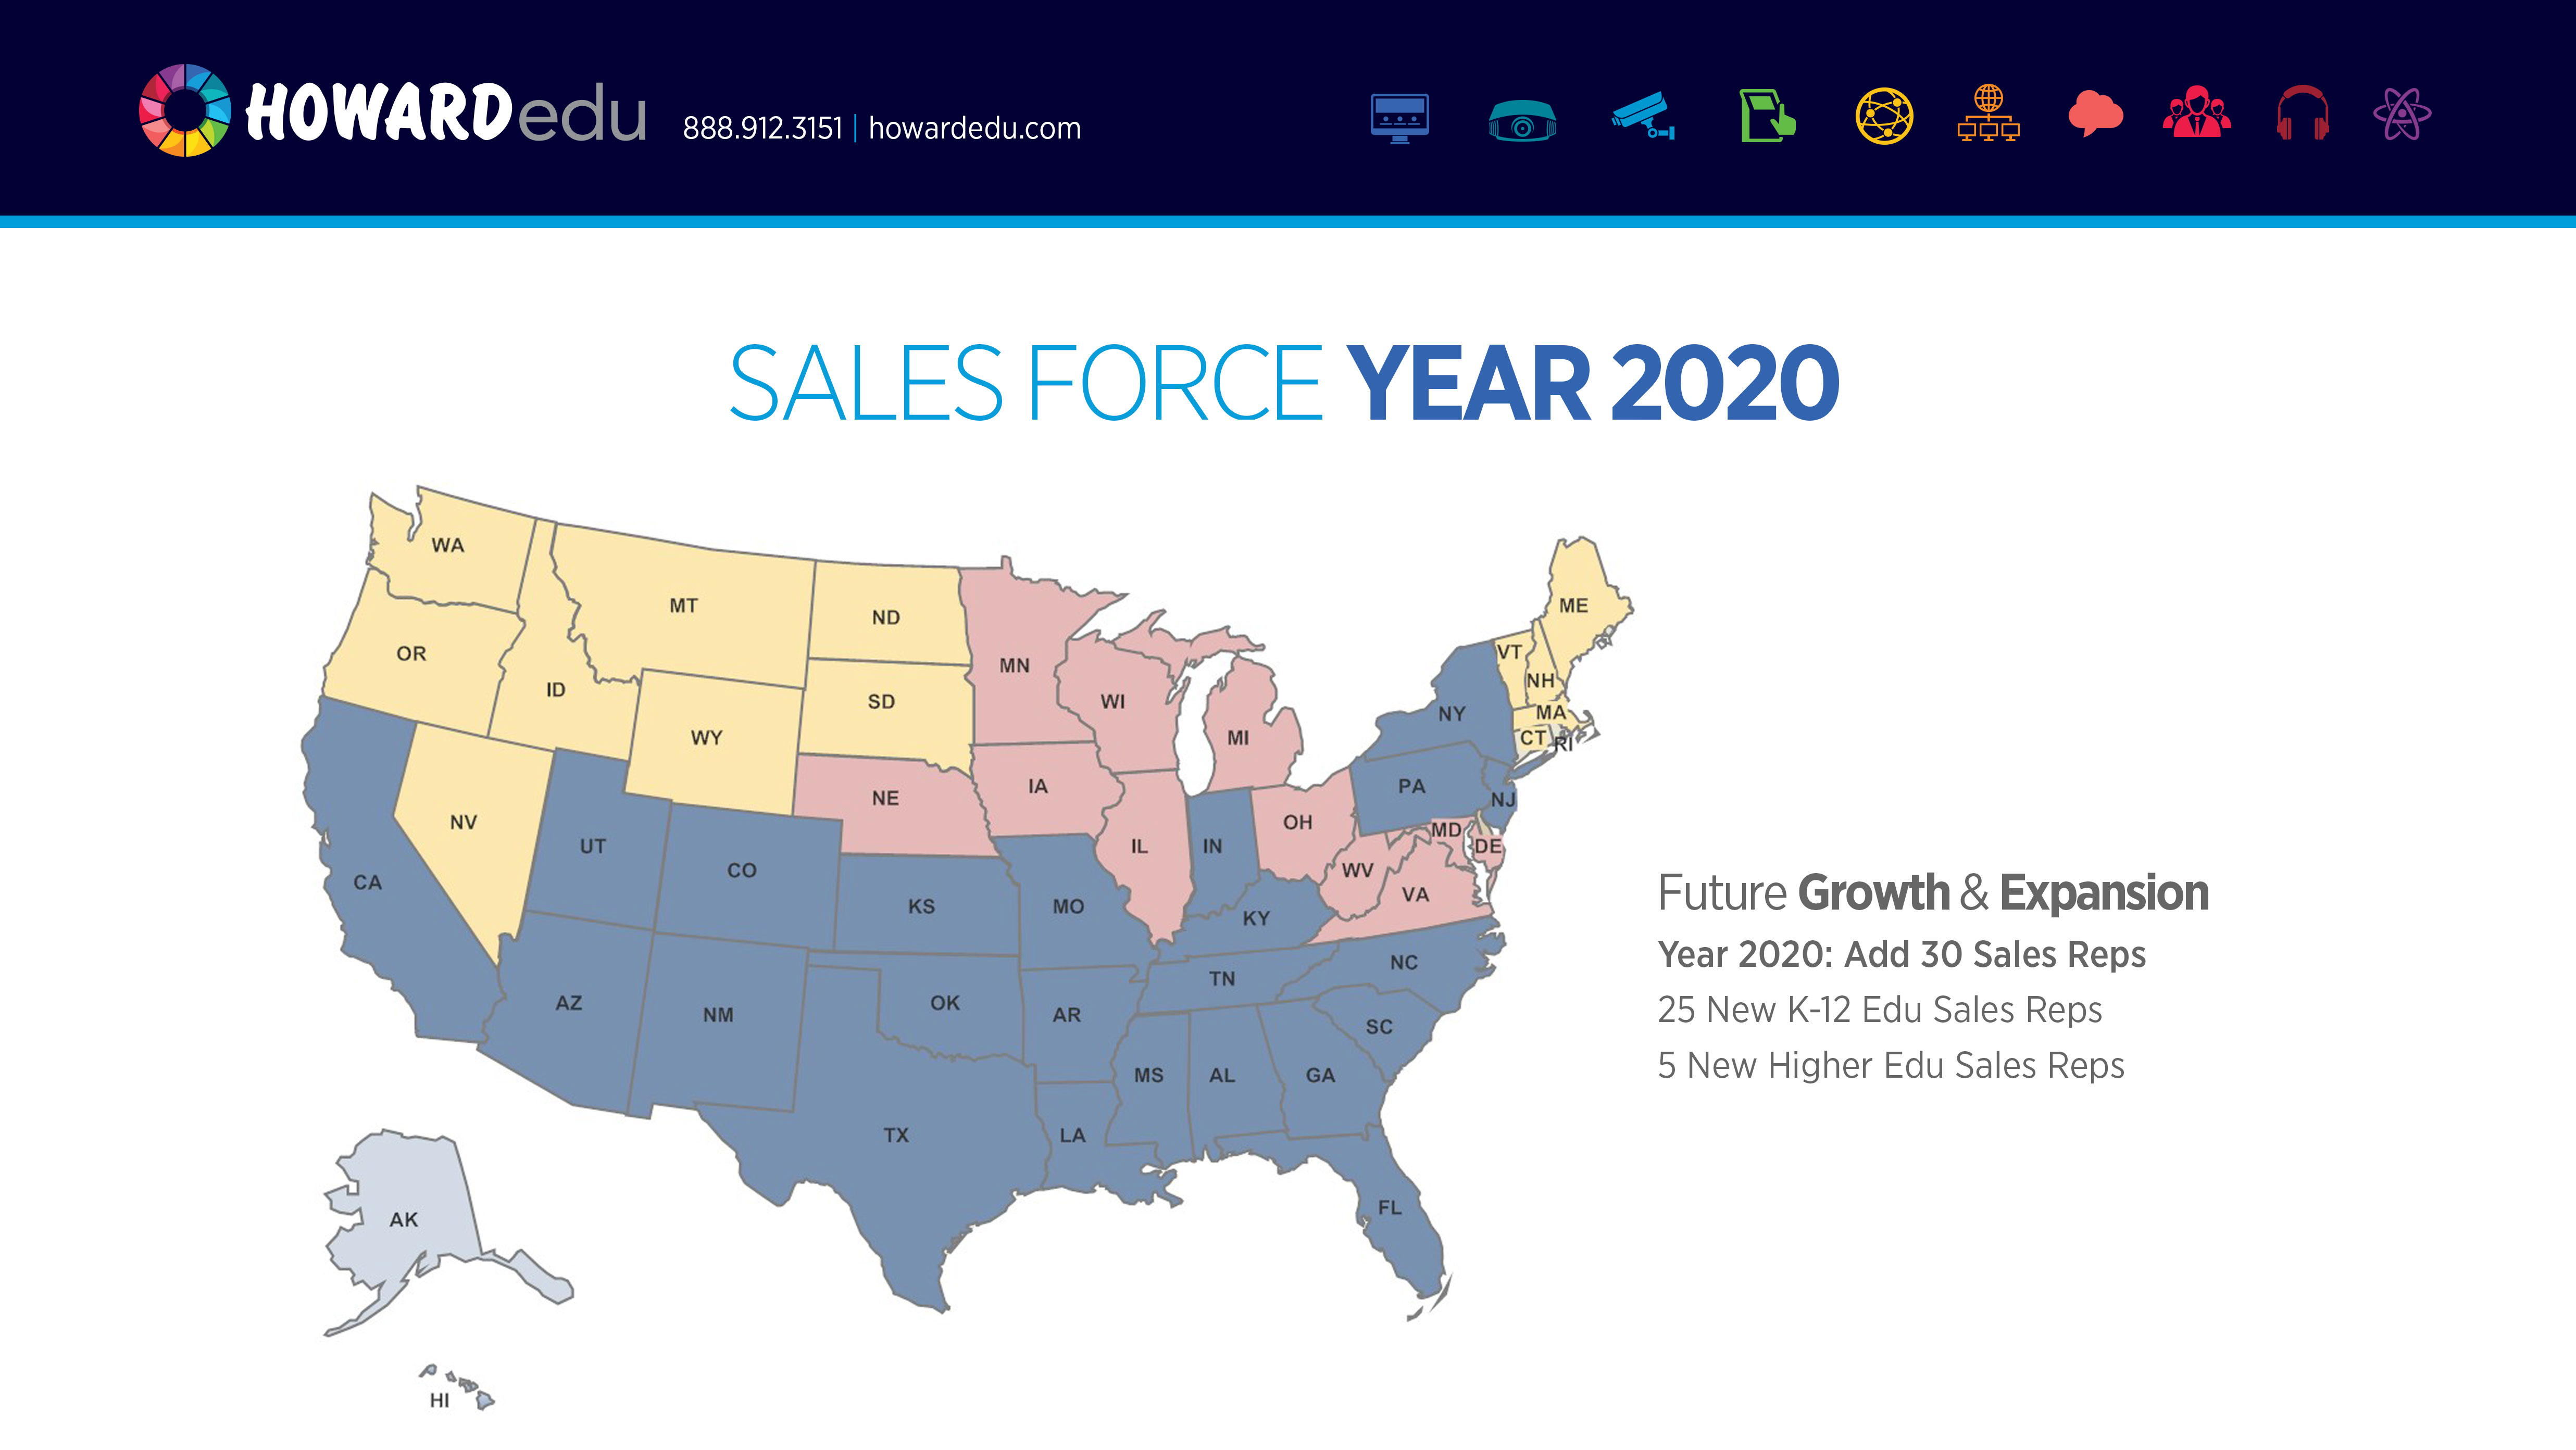 HOWARD edu 888.912.3151 | howardedu.com
SALES FORCE YEAR 2020
WA
MT
ND
ME
OR
ID
MN
VT
NH
WY
SD
WI
NY
MA
MI
CT RI
NV
NE
IA
PA
NJ
UT
CO
IL
IN
OH
MD
DE
CA
KS
MO
KY
WV
VA
AZ
NM
OK
AR
TN
NC
SC
MS
AL
GA
TX
LA
FL
AK
HI
Future Growth & Expansion
Year 2020: Add 30 Sales Reps
25 New K-12 Edu Sales Reps
5 New Higher Edu Sales Reps